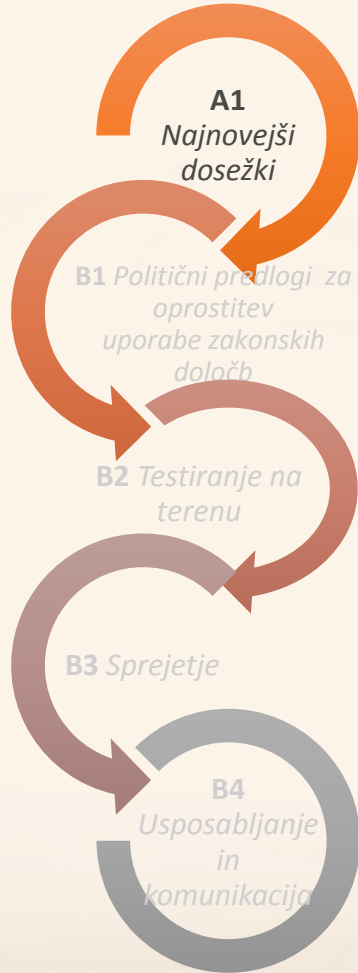 A1
Najnovejši
dosežki
B1 Politični predlogi za
oprostitev
uporabe zakonskih
določb
B2 Testiranje na
terenu
B3 Sprejetje
B4
Usposabljanje
in
komunikacija